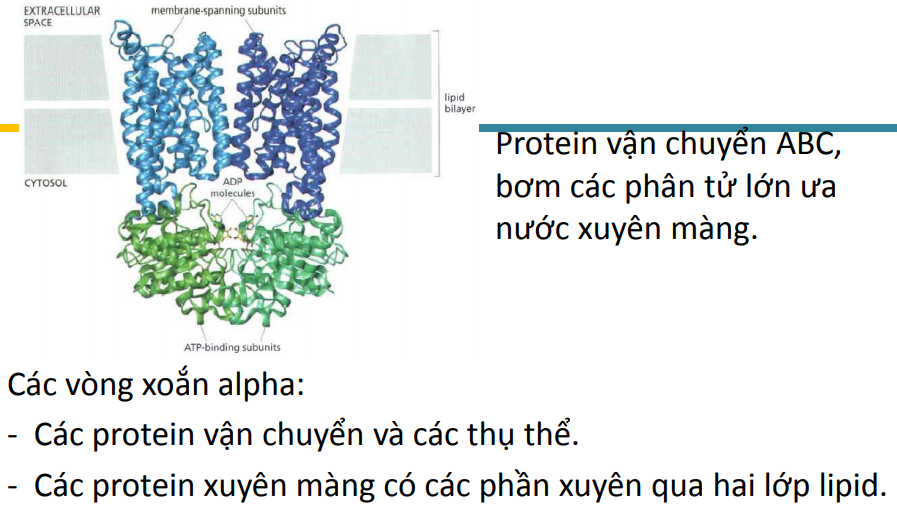 EXTRACELLULAR
SPACE
membrane-spanning subunits
lipid
bilayer
CYTOSOL
ADP
molecules
ATP-binding subunits
Protein vận chuyển ABC,
bơm các phân tử lớn ưa
nước xuyên màng.
Các vòng xoắn alpha:
- Các protein vận chuyển và các thụ thể.
- Các protein xuyên màng có các phần xuyên qua hai lớp lipid.